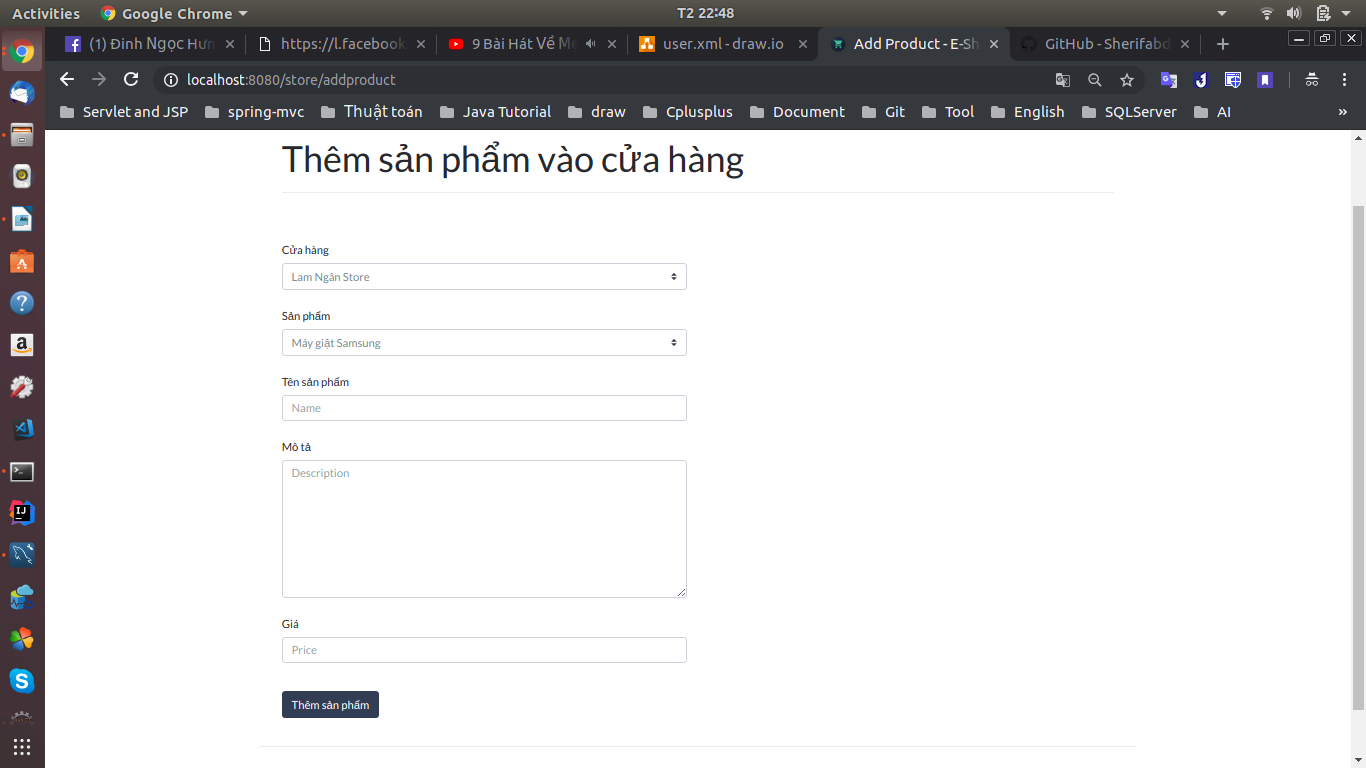 Activities Google Chrome T2 22:48
(1) Đinh Ngọc Hưn https://l.facebook 9 Bài Hát Về Mẹ user.xml - draw.io Add Product - E-Sh GitHub - Sherifabd
localhost:8080/store/addproduct
Servlet and JSP spring-mvc Thuật toán Java Tutorial draw Cplusplus Document Git Tool English SQLServer AI »
Thêm sản phẩm vào cửa hàng
Cửa hàng
Lam Ngân Store
Sản phẩm
Máy giặt Samsung
Tên sản phẩm
Name
Mô tả
Description
Giá
Price
Thêm sản phẩm